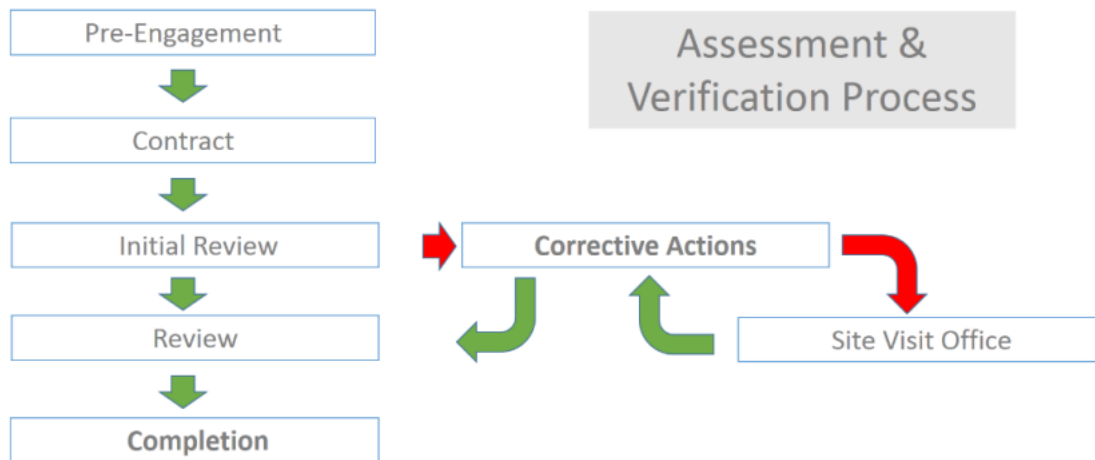 Pre-Engagement
Assessment &
Verification Process
Contract
Initial Review
Corrective Actions
Review
Site Visit Office
Completion